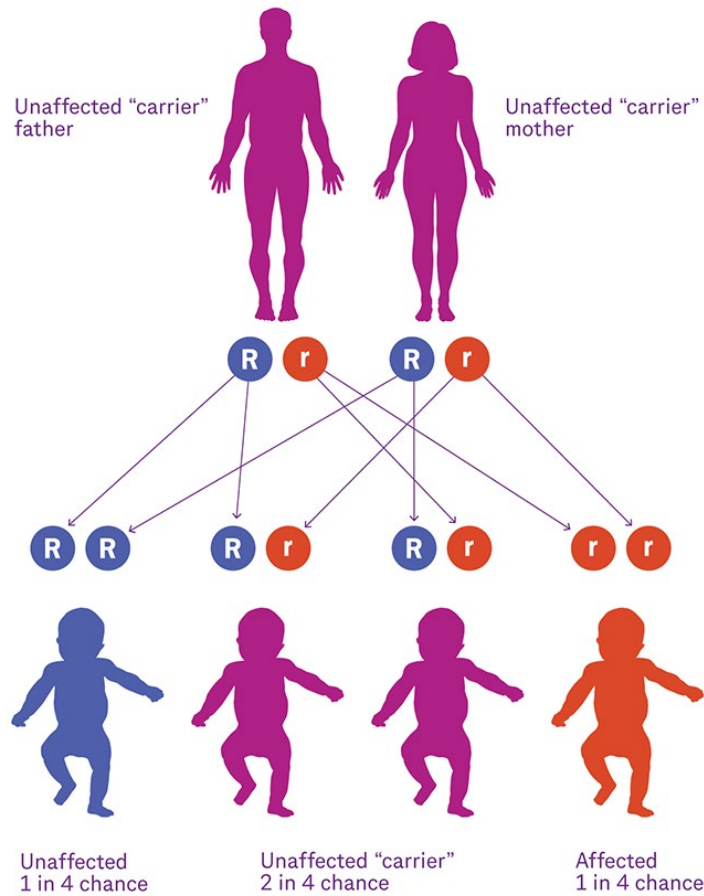 Unaffected “carrier”
father
Unaffected “carrier”
mother
R r R r
R R R r R r r r
Unaffected
1 in 4 chance
Unaffected “carrier”
2 in 4 chance
Affected
1 in 4 chance